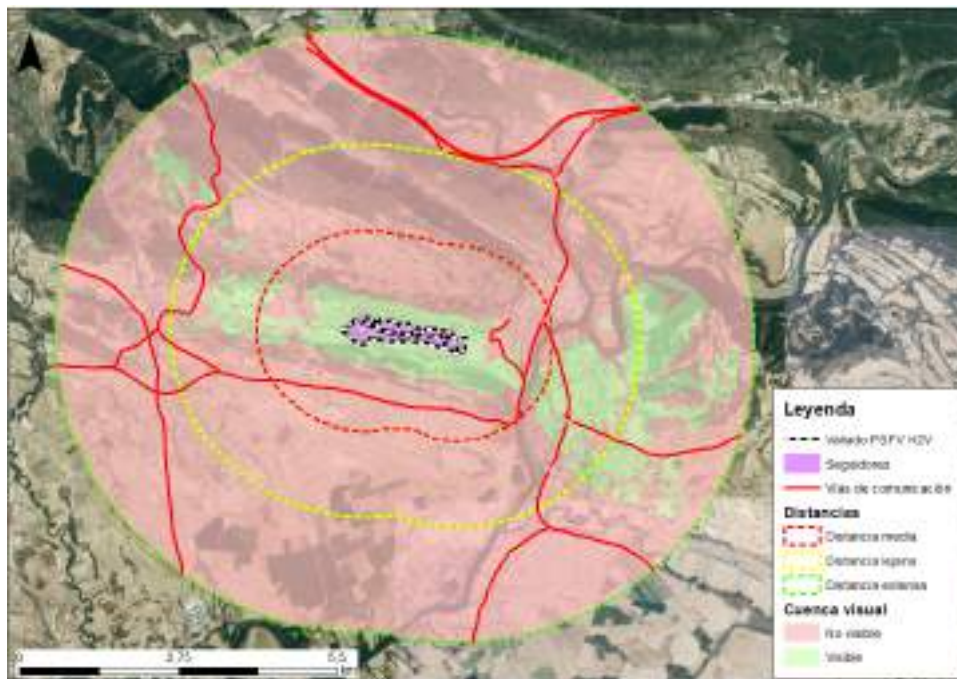 Leyenda
Vallado PSFV H2V
Seguidores
Vías de comunicación
Distancias
Distancia media
Distancia lejana
Distancia extensa
Cuenca visual
No visible
Visible
0 2,75 5,5
km